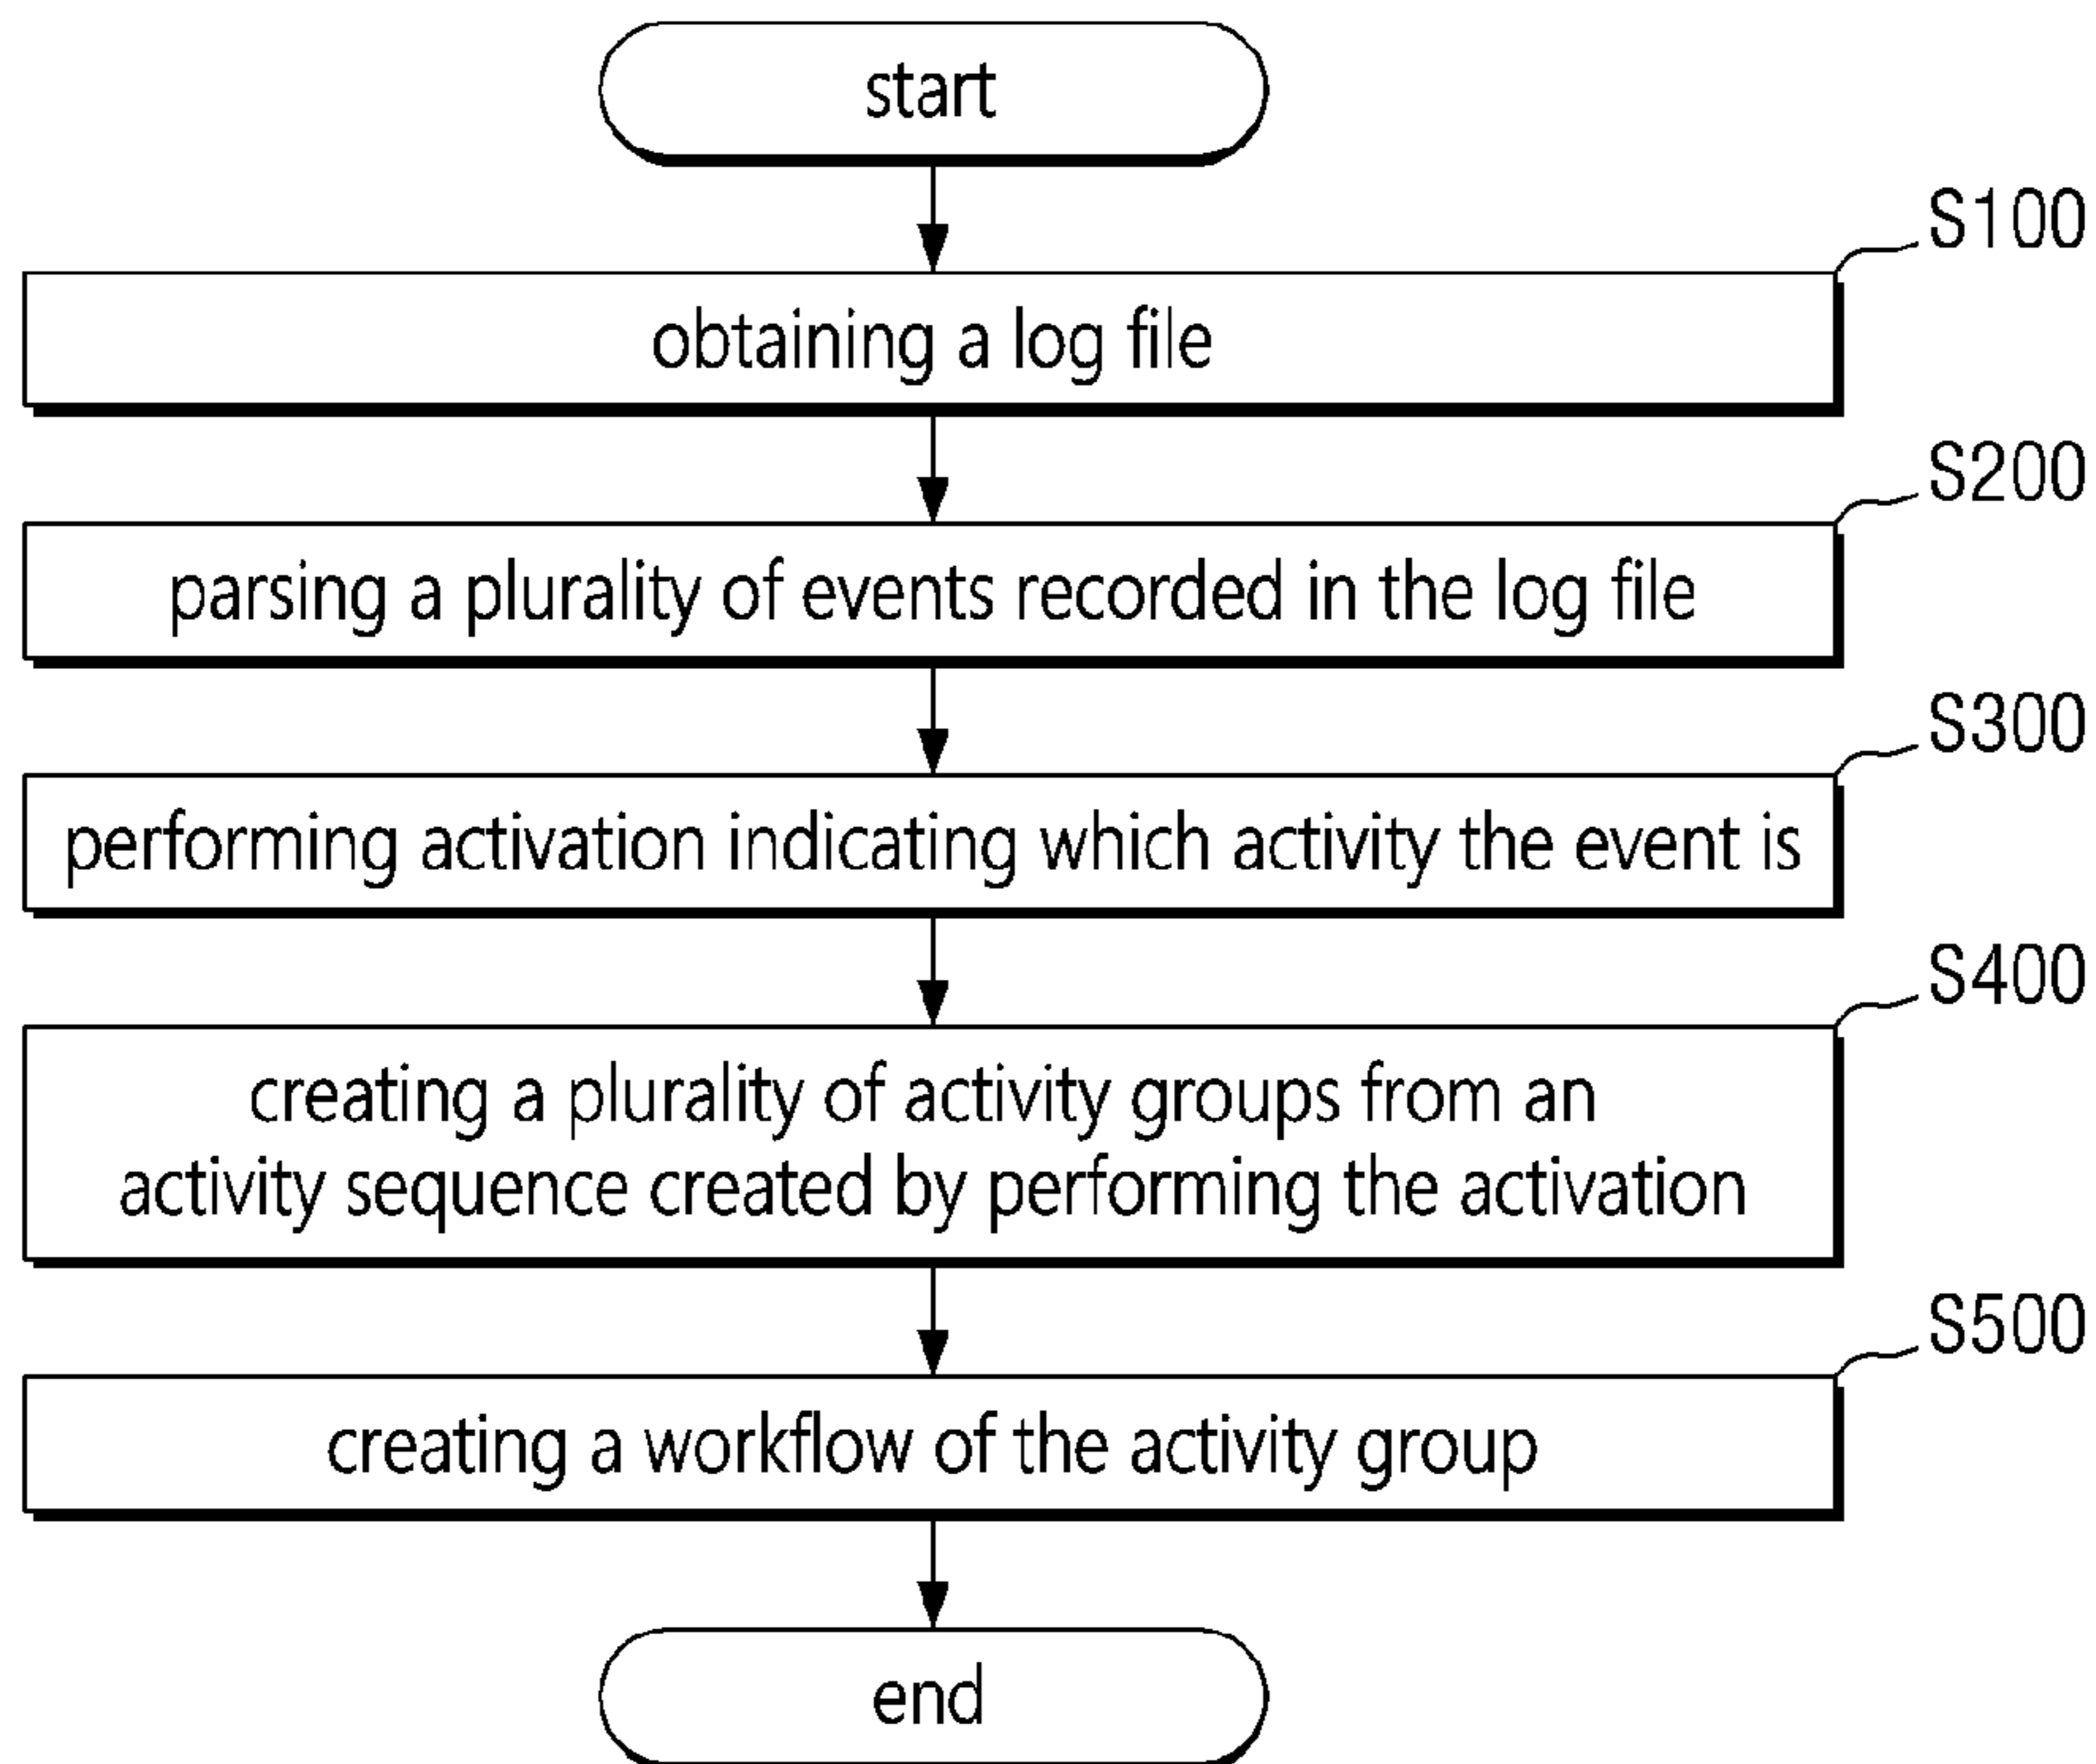 start
S100
obtaining a log file
S200
parsing a plurality of events recorded in the log file
S300
performing activation indicating which activity the event is
S400
creating a plurality of activity groups from an
activity sequence created by performing the activation
S500
creating a workflow of the activity group
end